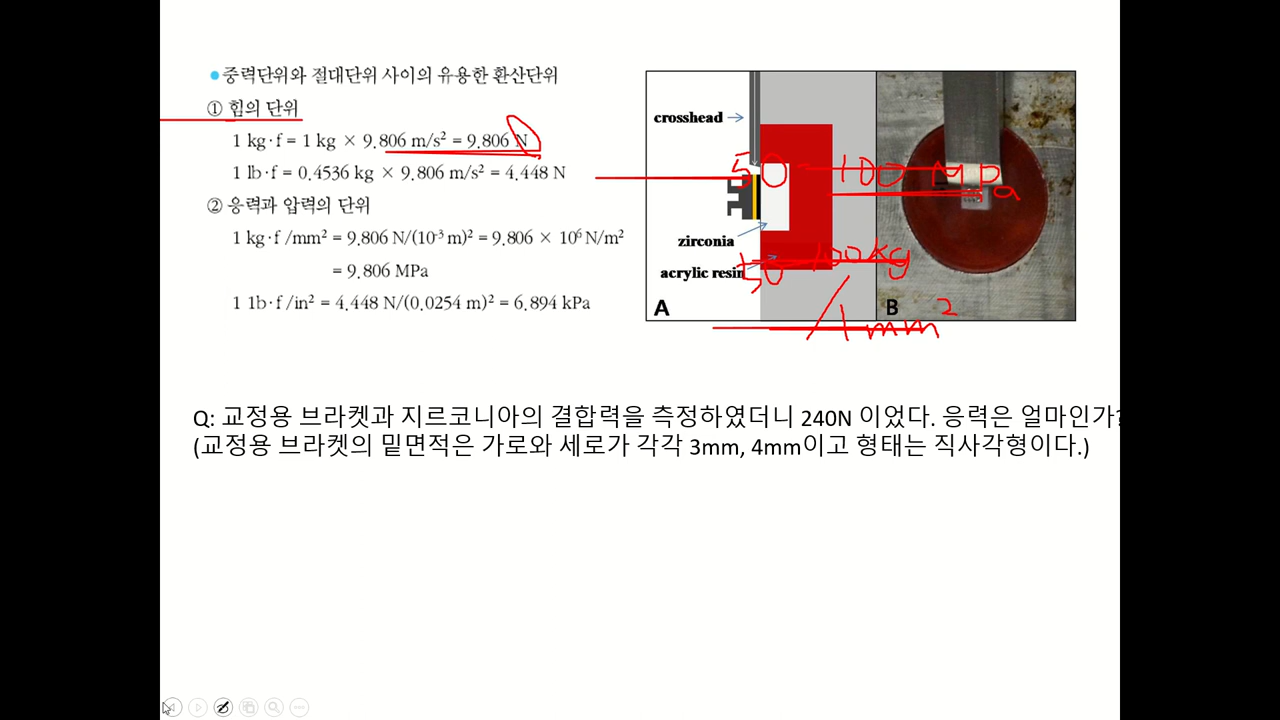 ●중력단위와 절대단위 사이의 유용한 환산단위
① 힘의 단위
1 kg·f = 1 kg × 9.806 m/s² = 9.806 N
1 lb·f = 0.4536 kg × 9.806 m/s² = 4.448 N
② 응력과 압력의 단위
1 kg·f /mm² = 9.806 N/(10⁻³ m)² = 9.806 × 10⁶ N/m²
= 9.806 MPa
1 1b·f /in² = 4.448 N/(0.0254 m)² = 6.894 kPa
crosshead
zirconia
acrylic resin
A
B
50 - 100 MPa
50 - 100kg
/1mm²
Q: 교정용 브라켓과 지르코니아의 결합력을 측정하였더니 240N 이었다. 응력은 얼마인가?
(교정용 브라켓의 밑면적은 가로와 세로가 각각 3mm, 4mm이고 형태는 직사각형이다.)